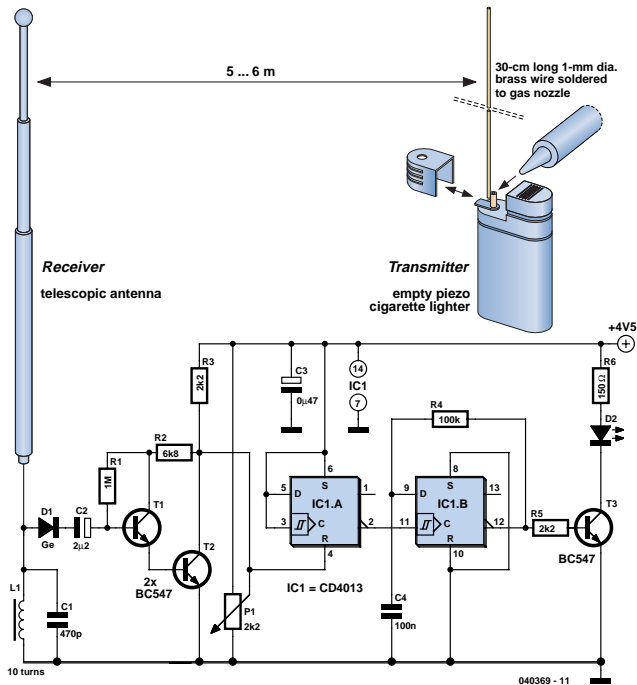 5 ... 6 m
30-cm long 1-mm dia.
brass wire soldered
to gas nozzle
Receiver
telescopic antenna
Transmitter
empty piezo
cigarette lighter
+4V5
R6
150Ω
D2
R3
2k2
C3
0µ47
14
IC1
7
R4
100k
R2
6k8
R1
1M
D1
Ge
C2
2µ2
T1
T2
2x
BC547
6
S
5
D
1
IC1.A
3
C
2
R
4
8
S
9
D
13
IC1.B
11
C
12
R
10
R5
2k2
T3
BC547
IC1 = CD4013
P1
2k2
C4
100n
L1
C1
470p
10 turns
040369 - 11